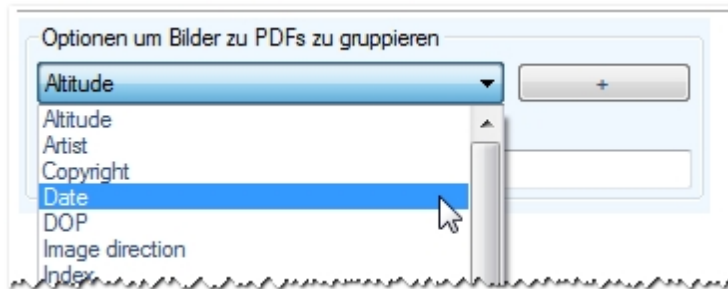 Optionen um Bilder zu PDFs zu gruppieren
Altitude
+
Altitude
Artist
Copyright
Date
DOP
Image direction
Index